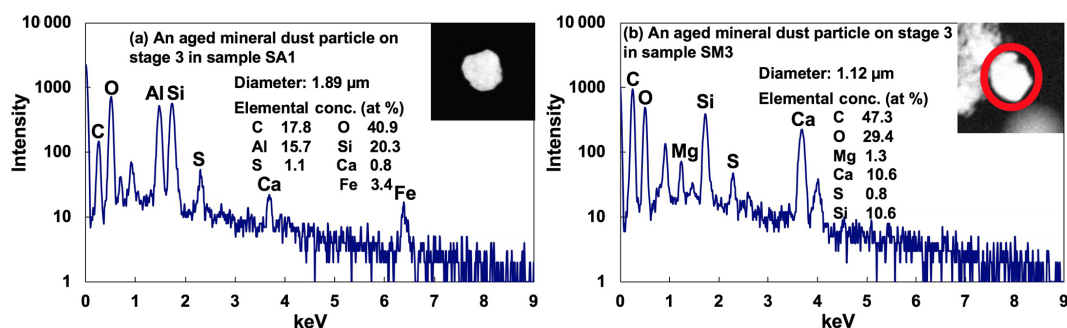 (a) An aged mineral dust particle on
stage 3 in sample SA1
Diameter: 1.89 µm
Elemental conc. (at %)
C 17.8 O 40.9
Al 15.7 Si 20.3
S 1.1 Ca 0.8
Fe 3.4
C
O
Al
Si
S
Ca
Fe
Intensity
10 000
1000
100
10
1
0 1 2 3 4 5 6 7 8 9
keV
(b) An aged mineral dust particle on stage 3
in sample SM3
Diameter: 1.12 µm
Elemental conc. (at %)
C 47.3
O 29.4
Mg 1.3
Ca 10.6
S 0.8
Si 10.6
C
O
Mg
Si
S
Ca
Intensity
10 000
1000
100
10
1
0 1 2 3 4 5 6 7 8 9
keV